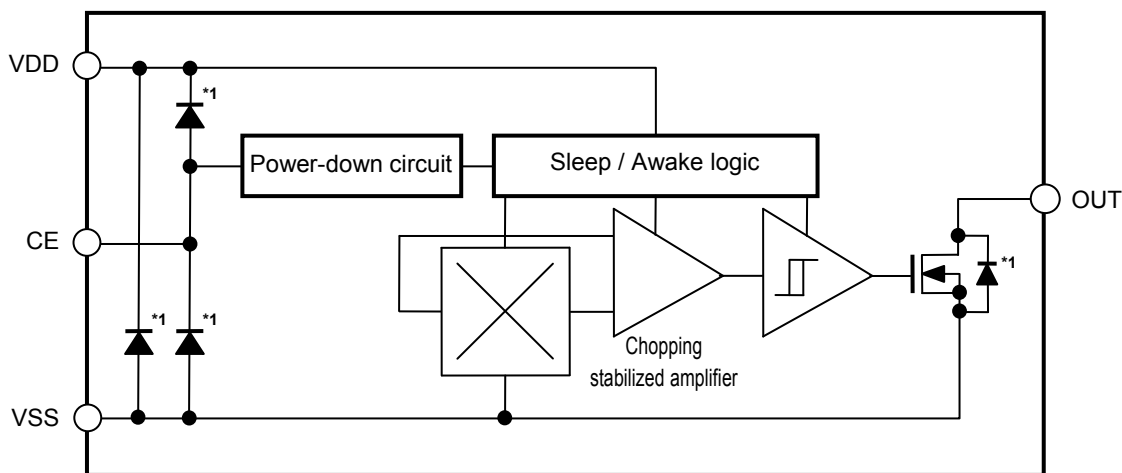 VDD
*1
Power-down circuit
Sleep / Awake logic
OUT
CE
*1
*1
*1
Chopping
stabilized amplifier
VSS